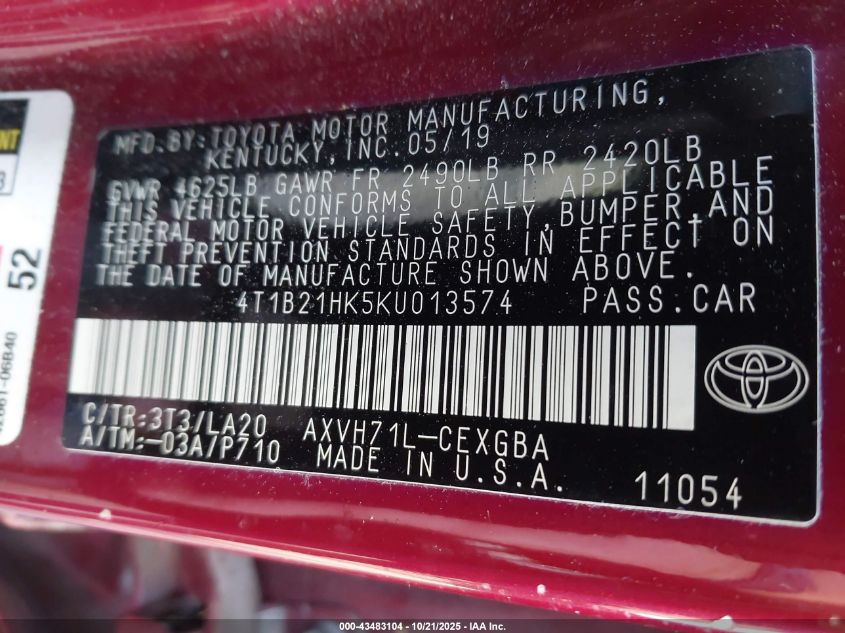 MFD.BY:TOYOTA MOTOR MANUFACTURING,
KENTUCKY,INC.05/19
GVWR 4625LB GAWR FR 2490LB RR 2420LB
THIS VEHICLE CONFORMS TO ALL APPLICABLE
FEDERAL MOTOR VEHICLE SAFETY,BUMPER,AND
THEFT PREVENTION STANDARDS IN EFFECT ON
THE DATE OF MANUFACTURE SHOWN ABOVE.
4T1B21HK5KU013574 PASS.CAR
C/TR:3T3/LA20 AXVH71L-CEXGBA
A/TM:-03A/P710 MADE IN U.S.A.
11054
52
000-43483104 • 10/21/2025 • IAA Inc.